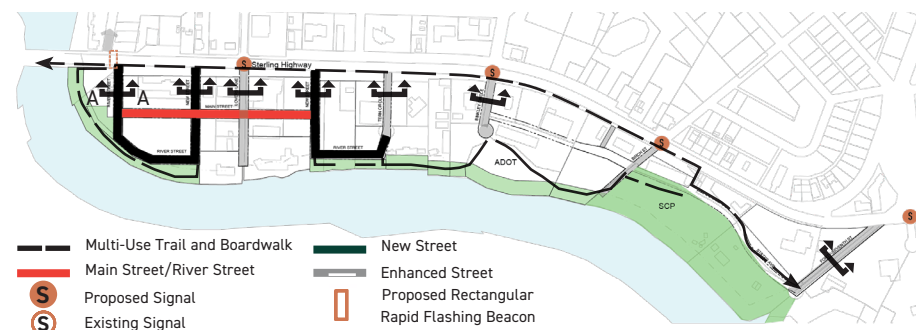 S
Sterling Highway
S
A
A
MAIN STREET
RIVER STREET
RIVER STREET
S
ADOT
SCP
S
Multi-Use Trail and Boardwalk
New Street
Main Street/River Street
Enhanced Street
S
Proposed Signal
Proposed Rectangular
Rapid Flashing Beacon
S
Existing Signal